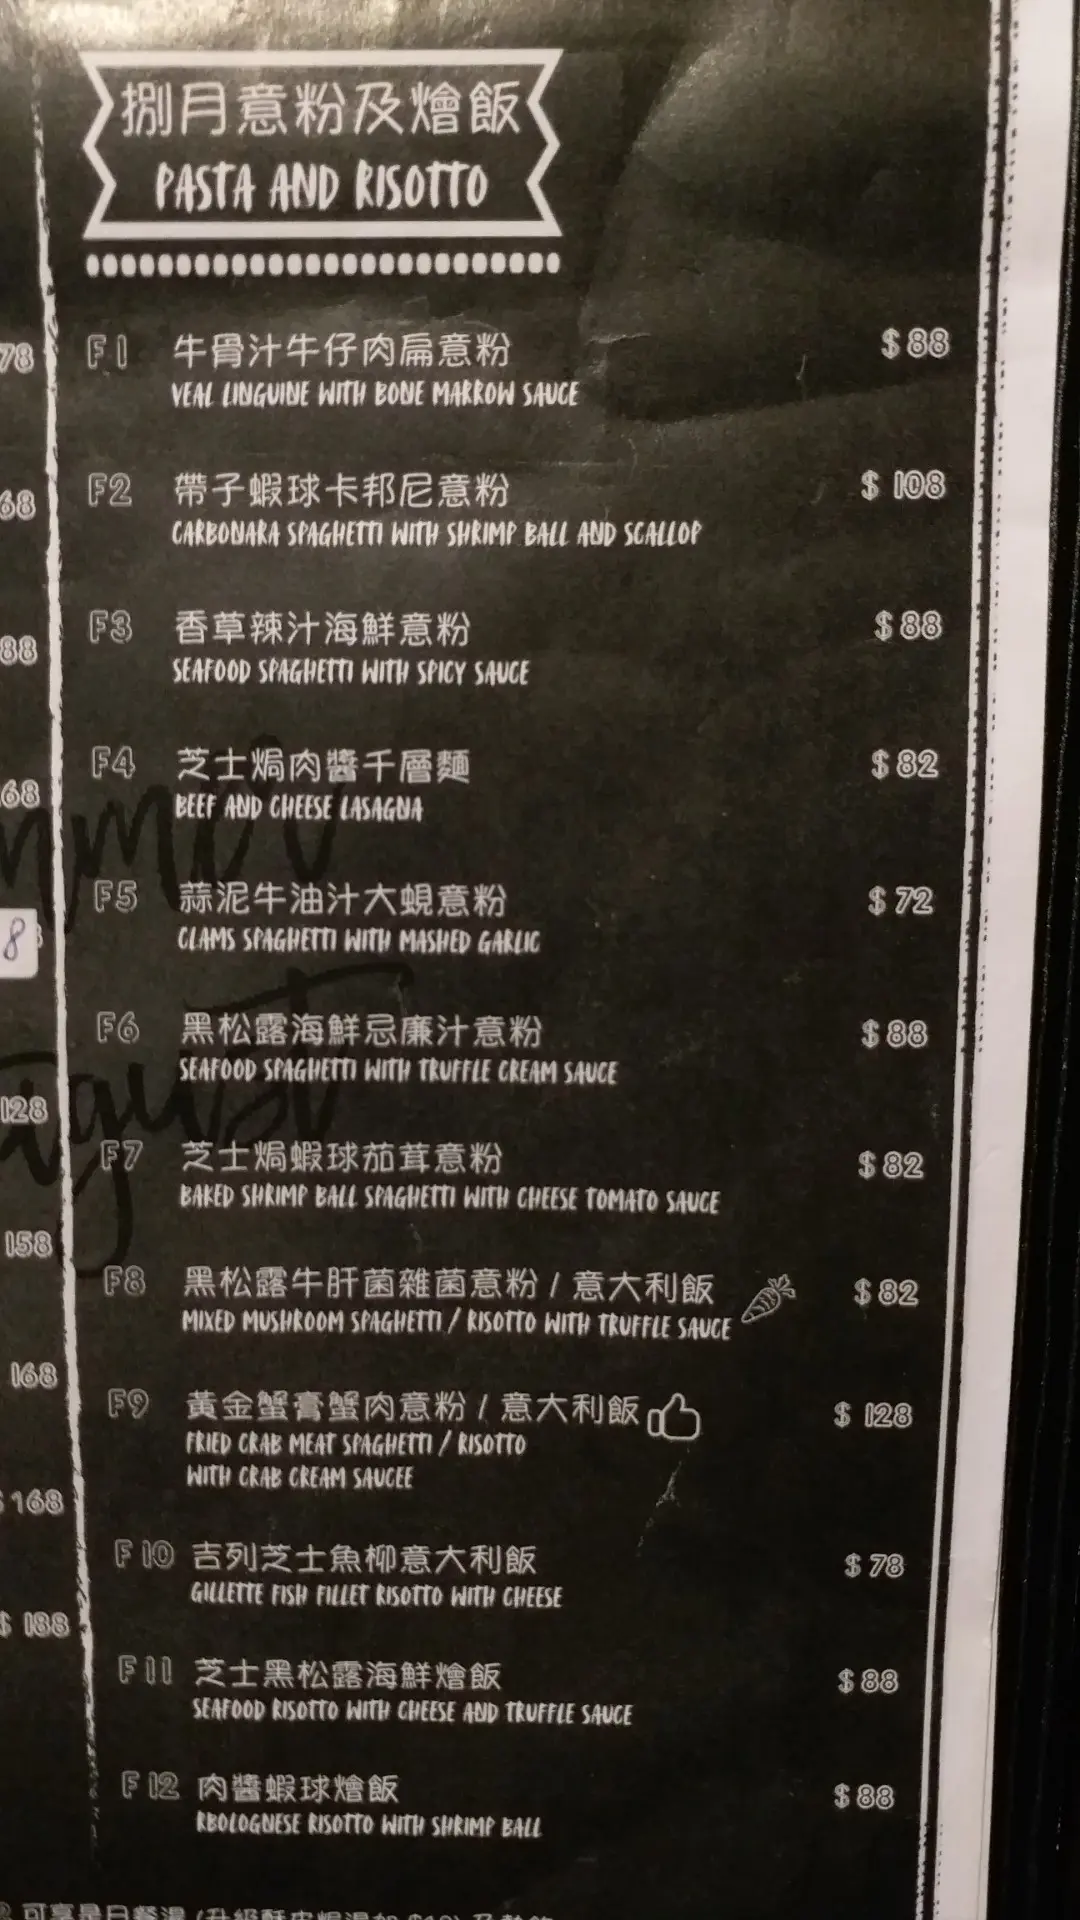 捌月意粉及燴飯
PASTA AND RISOTTO
F1 牛骨汁牛仔肉扁意粉 $88
VEAL LINGUINE WITH BONE MARROW SAUCE
F2 帶子蝦球卡邦尼意粉 $108
CARBONARA SPAGHETTI WITH SHRIMP BALL AND SCALLOP
F3 香草辣汁海鮮意粉 $88
SEAFOOD SPAGHETTI WITH SPICY SAUCE
F4 芝士焗肉醬千層麵 $82
BEEF AND CHEESE LASAGNA
F5 蒜泥牛油汁大蜆意粉 $72
CLAMS SPAGHETTI WITH MASHED GARLIC
F6 黑松露海鮮忌廉汁意粉 $88
SEAFOOD SPAGHETTI WITH TRUFFLE CREAM SAUCE
F7 芝士焗蝦球茄茸意粉 $82
BAKED SHRIMP BALL SPAGHETTI WITH CHEESE TOMATO SAUCE
F8 黑松露牛肝菌雜菌意粉 / 意大利飯 $82
MIXED MUSHROOM SPAGHETTI / RISOTTO WITH TRUFFLE SAUCE
F9 黃金蟹膏蟹肉意粉 / 意大利飯 $128
FRIED CRAB MEAT SPAGHETTI / RISOTTO
WITH CRAB CREAM SAUCEE
F10 吉列芝士魚柳意大利飯 $78
GILLETTE FISH FILLET RISOTTO WITH CHEESE
F11 芝士黑松露海鮮燴飯 $88
SEAFOOD RISOTTO WITH CHEESE AND TRUFFLE SAUCE
F12 肉醬蝦球燴飯 $88
RBOLOGNESE RISOTTO WITH SHRIMP BALL
78
68
88
68
8
128
158
168
$168
$188